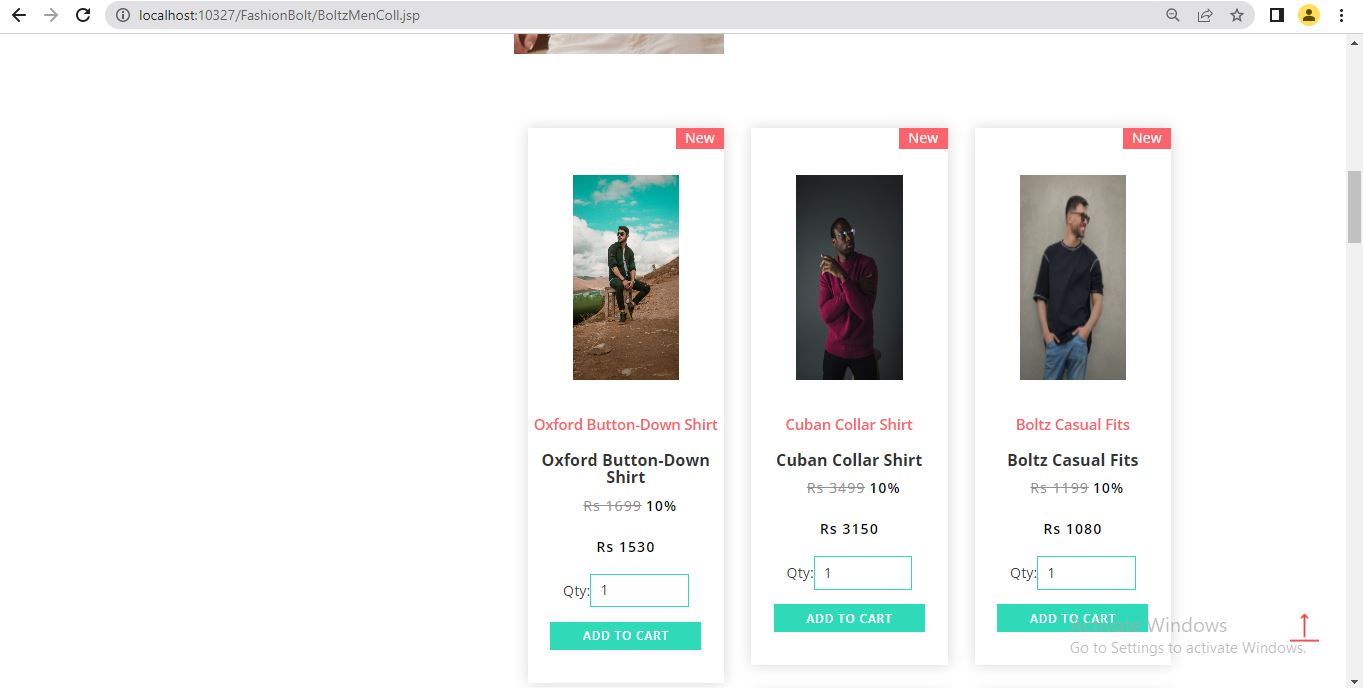 localhost:10327/FashionBolt/BoltzMenColl.jsp
New
New
New
Oxford Button-Down Shirt
Cuban Collar Shirt
Boltz Casual Fits
Oxford Button-Down
Shirt
Cuban Collar Shirt
Boltz Casual Fits
Rs 1699 10%
Rs 3499 10%
Rs 1199 10%
Rs 1530
Rs 3150
Rs 1080
Qty: 1
Qty: 1
Qty: 1
ADD TO CART
ADD TO CART
ADD TO CART
Activate Windows
Go to Settings to activate Windows.